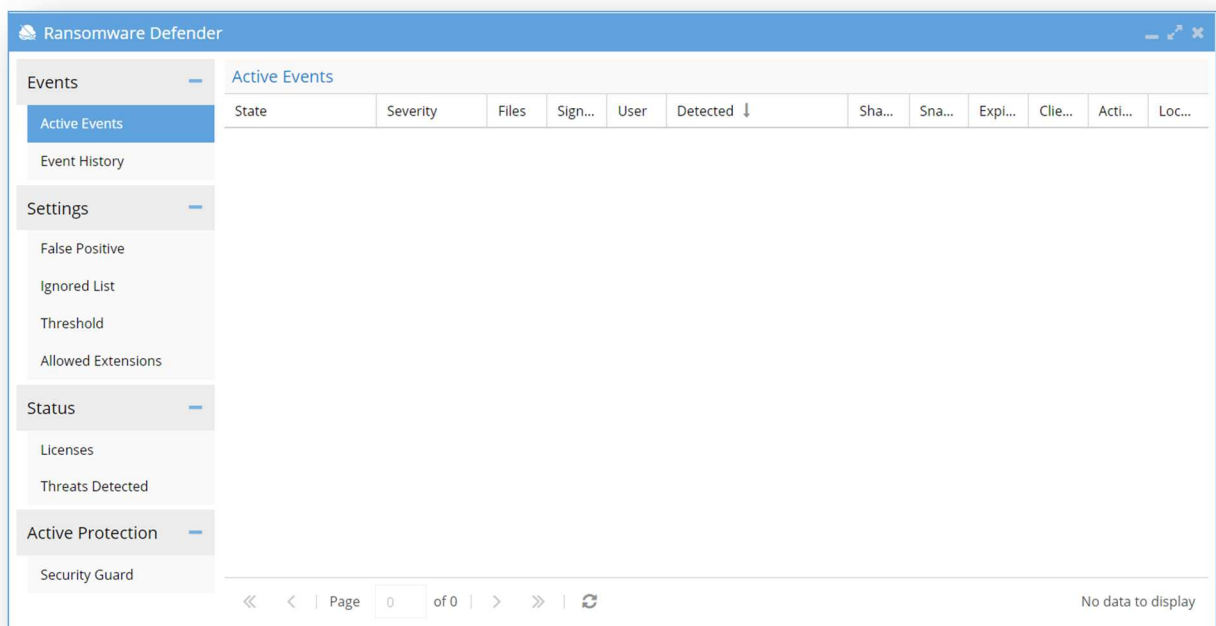 Ransomware Defender
Events
Active Events
Event History
Settings
False Positive
Ignored List
Threshold
Allowed Extensions
Status
Licenses
Threats Detected
Active Protection
Security Guard
Active Events
State Severity Files Sign... User Detected ↓ Sha... Sna... Expi... Clie... Acti... Loc...
Page 0 of 0 No data to display